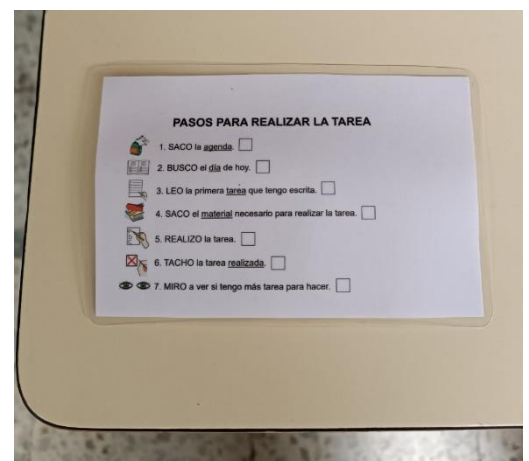 PASOS PARA REALIZAR LA TAREA
1. SACO la agenda.
2. BUSCO el día de hoy.
3. LEO la primera tarea que tengo escrita.
4. SACO el material necesario para realizar la tarea.
5. REALIZO la tarea.
6. TACHO la tarea realizada.
7. MIRO a ver si tengo más tarea para hacer.